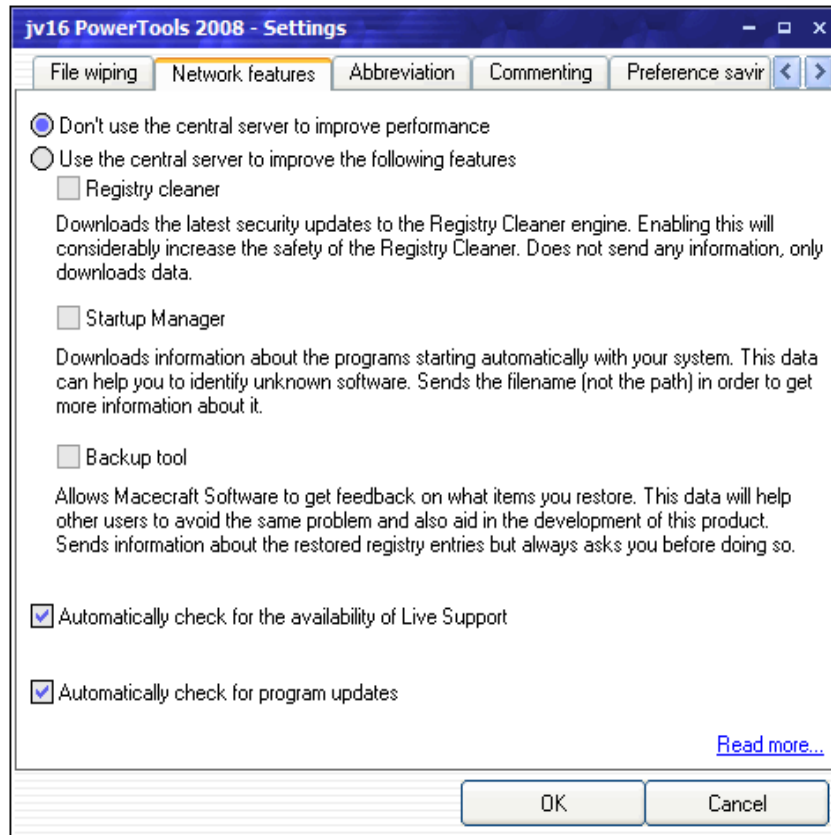 jv16 PowerTools 2008 - Settings
File wiping Network features Abbreviation Commenting Preference savir
Don't use the central server to improve performance
Use the central server to improve the following features
Registry cleaner
Downloads the latest security updates to the Registry Cleaner engine. Enabling this will
considerably increase the safety of the Registry Cleaner. Does not send any information, only
downloads data.
Startup Manager
Downloads information about the programs starting automatically with your system. This data
can help you to identify unknown software. Sends the filename (not the path) in order to get
more information about it.
Backup tool
Allows Macecraft Software to get feedback on what items you restore. This data will help
other users to avoid the same problem and also aid in the development of this product.
Sends information about the restored registry entries but always asks you before doing so.
Automatically check for the availability of Live Support
Automatically check for program updates
Read more...
OK Cancel